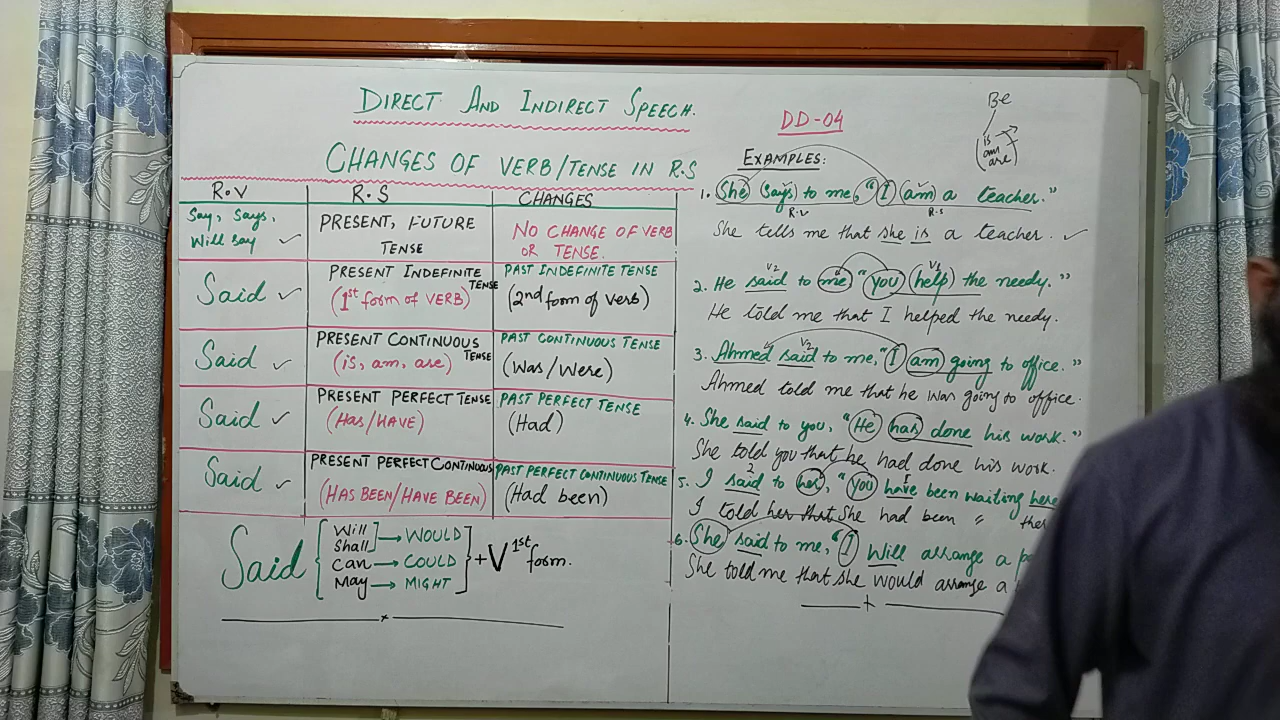 DIRECT AND INDIRECT SPEECH.
CHANGES OF VERB/TENSE IN R.S
R.V R.S CHANGES
Say, Says, Will say ✓ PRESENT, FUTURE TENSE NO CHANGE OF VERB OR TENSE.
Said ✓ PRESENT INDEFINITE TENSE (1st form of VERB) PAST INDEFINITE TENSE (2nd form of verb)
Said ✓ PRESENT CONTINUOUS TENSE (is, am, are) PAST CONTINUOUS TENSE (Was/Were)
Said ✓ PRESENT PERFECT TENSE (Has/HAVE) PAST PERFECT TENSE (Had)
Said ✓ PRESENT PERFECT CONTINUOUS (HAS BEEN/HAVE BEEN) PAST PERFECT CONTINUOUS TENSE (Had been)
Said
Will
Shall → WOULD
Can → COULD
May → MIGHT
+ V 1st form.
DD-04
Be
is
am
are
EXAMPLES:
1. She (says) to me, "I (am) a teacher."
R.V R.S
She tells me that she is a teacher. ✓
V2 V1
2. He said to me "you (help) the needy."
He told me that I helped the needy.
V2
3. Ahmed said to me, "I am going to office."
Ahmed told me that he was going to office.
4. She said to you, "He has done his work."
She told you that he had done his work.
2
5. I said to her, "you have been waiting here
I told her that she had been " ther
6. She said to me, "I will arrange a p
She told me that she would arrange a